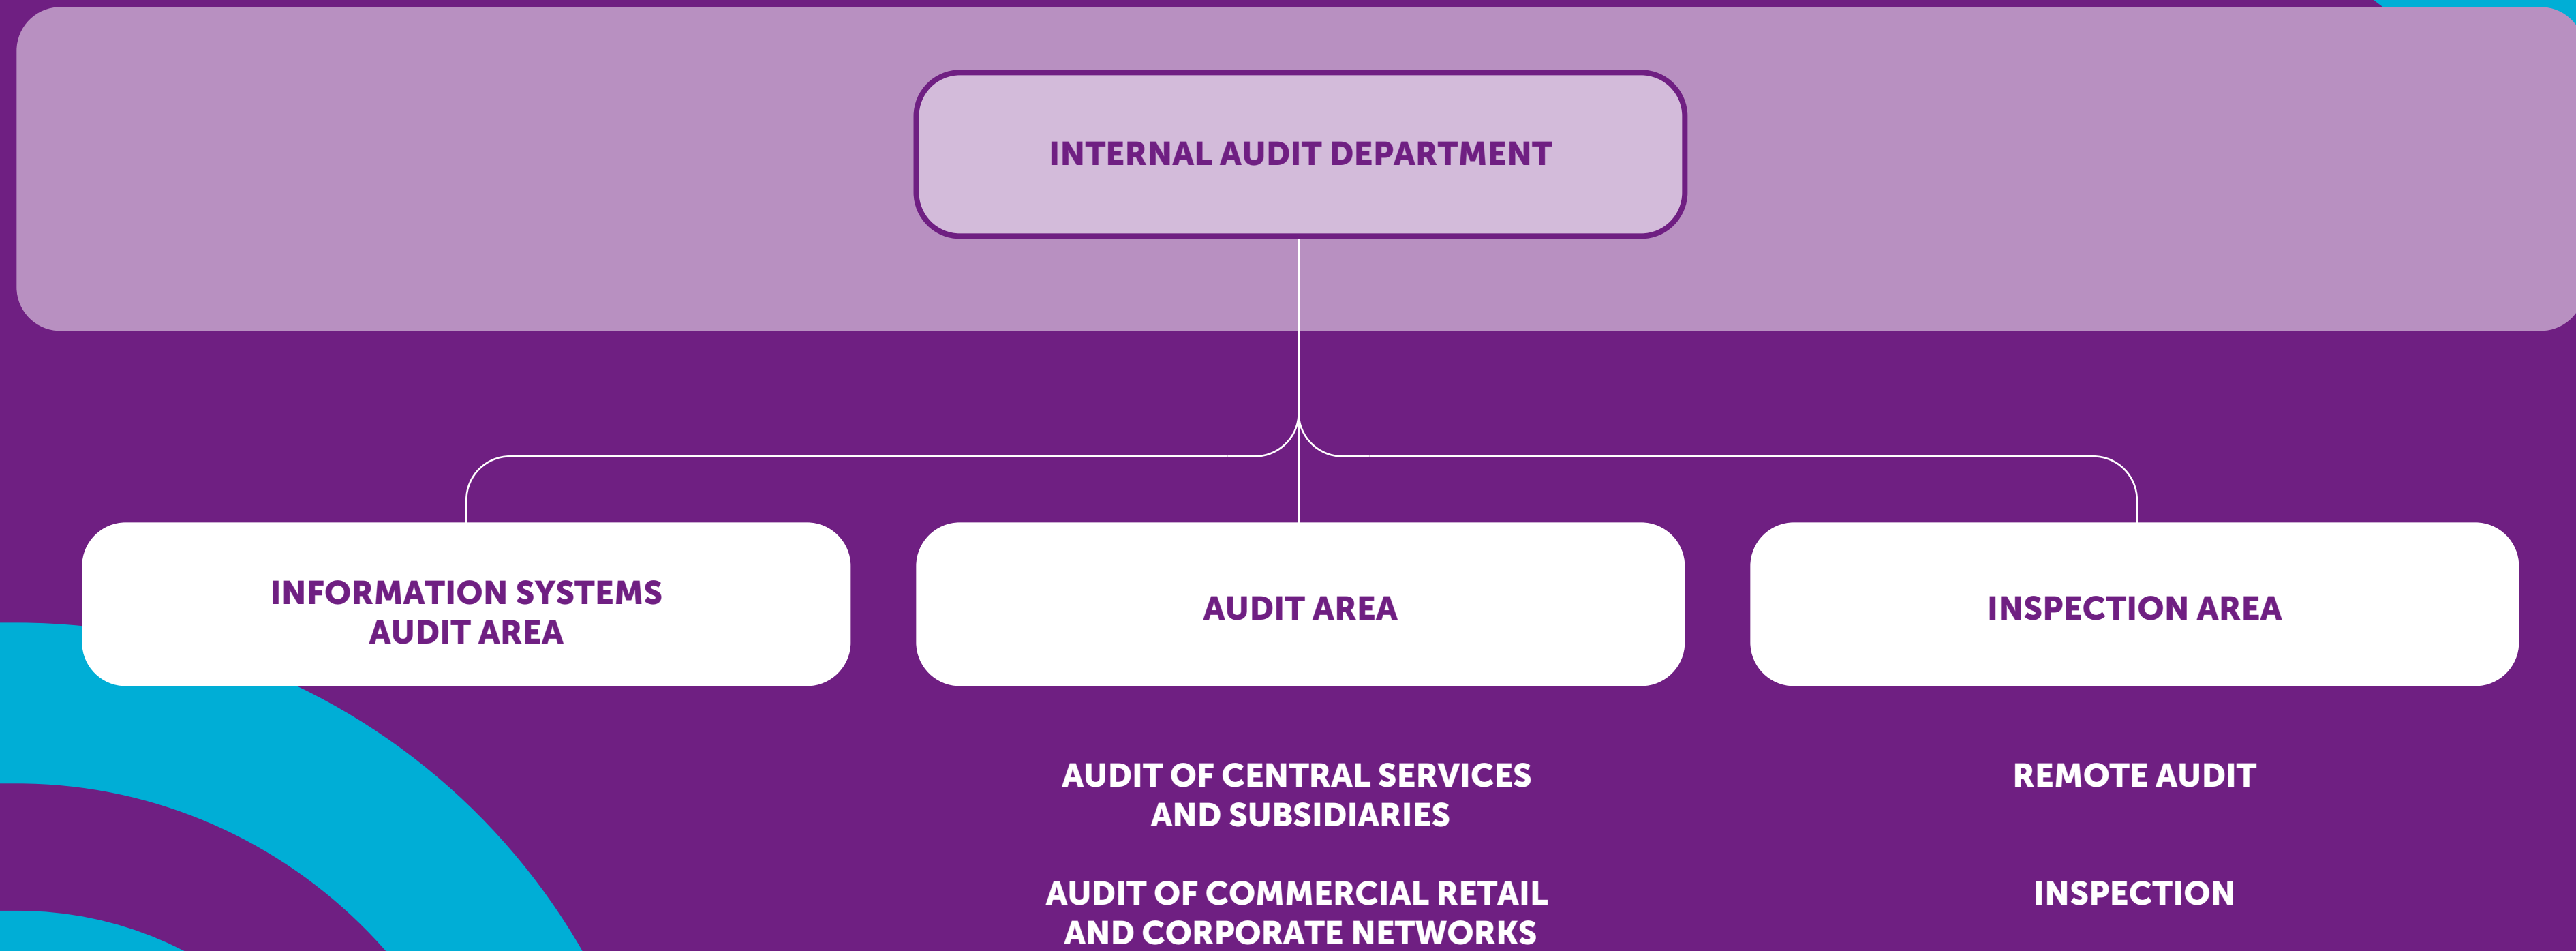 INTERNAL AUDIT DEPARTMENT
INFORMATION SYSTEMS
AUDIT AREA
AUDIT AREA
INSPECTION AREA
AUDIT OF CENTRAL SERVICES
AND SUBSIDIARIES
REMOTE AUDIT
AUDIT OF COMMERCIAL RETAIL
AND CORPORATE NETWORKS
INSPECTION